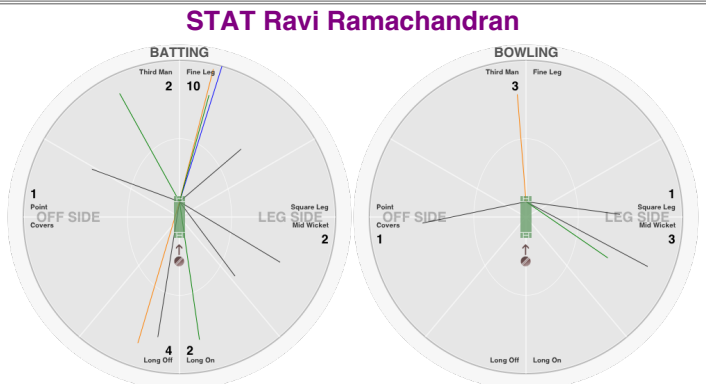 STAT Ravi Ramachandran
BATTING
Third Man
2
Fine Leg
10
1
Point
OFF SIDE
Covers
Square Leg
LEG SIDE
Mid Wicket
2
4
Long Off
2
Long On
BOWLING
Third Man
3
Fine Leg
Point
OFF SIDE
Covers
1
1
Square Leg
LEG SIDE
Mid Wicket
3
Long Off
Long On